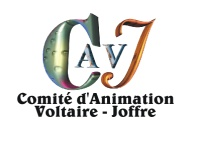 CAVJ
Comité d'Animation
Voltaire - Joffre